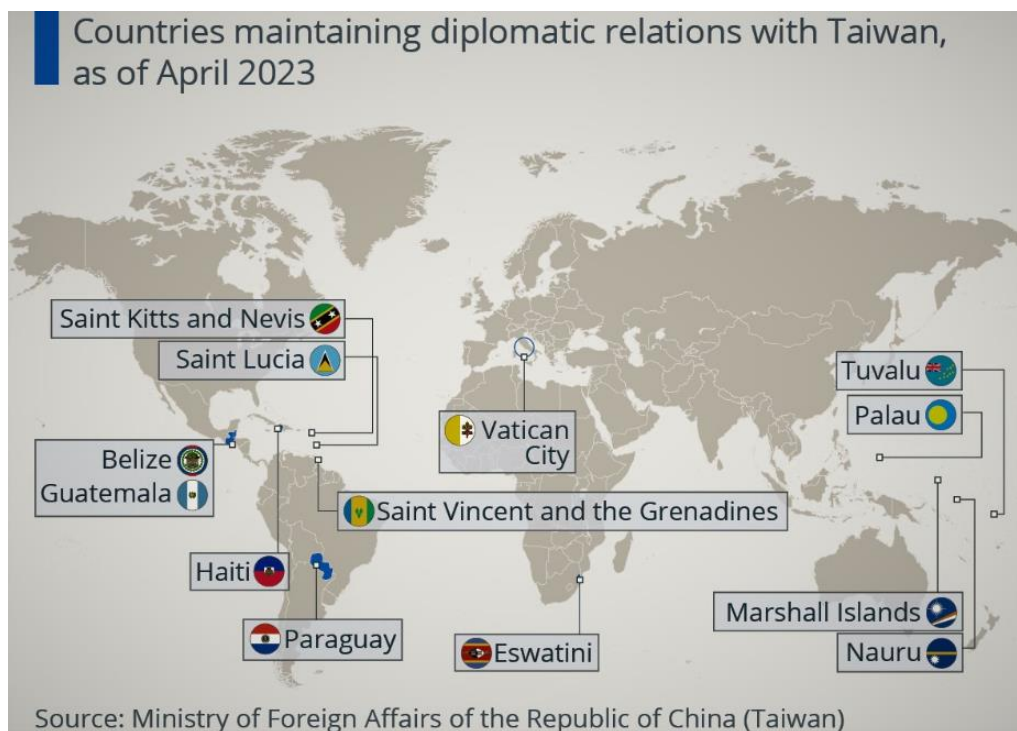 Countries maintaining diplomatic relations with Taiwan,
as of April 2023
Saint Kitts and Nevis
Saint Lucia
Tuvalu
Palau
Vatican
City
Belize
Guatemala
Saint Vincent and the Grenadines
Haiti
Marshall Islands
Paraguay
Eswatini
Nauru
Source: Ministry of Foreign Affairs of the Republic of China (Taiwan)